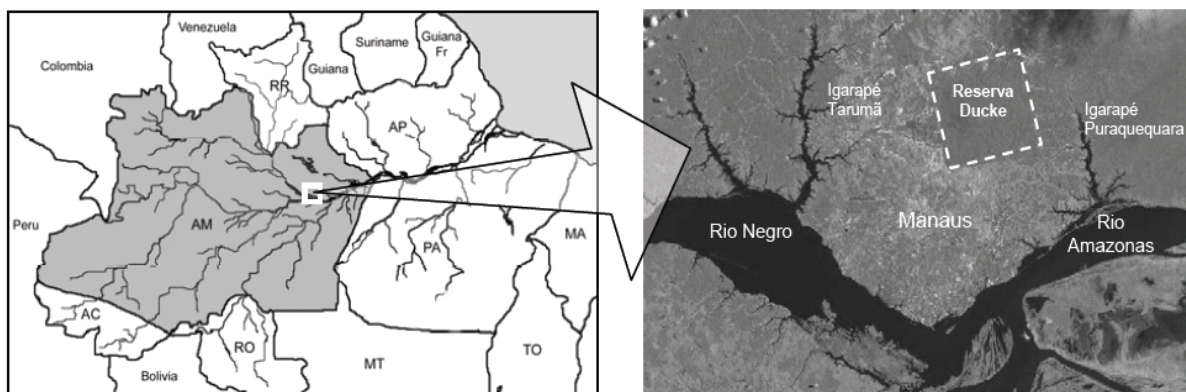 Venezuela
Suriname
Guiana
Fr
Colombia
RR
Guiana
AP
Peru
AM
PA
MA
AC
RO
MT
TO
Bolivia
Igarapé
Tarumã
Reserva
Ducke
Igarapé
Puraquequara
Rio Negro
Manaus
Rio
Amazonas